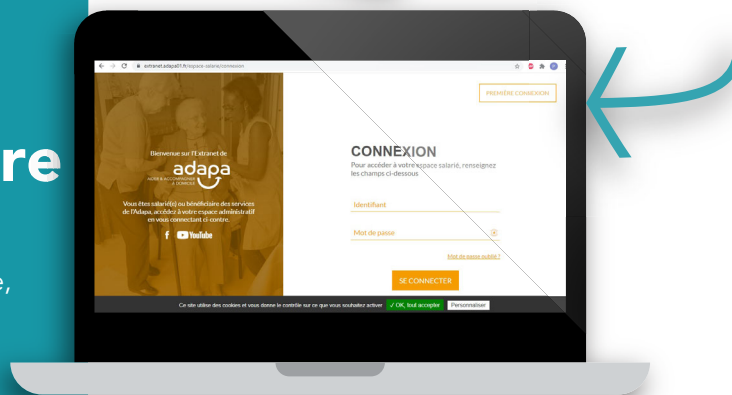 re
e,
extranet.adapa01.fr/espace-salarie/connexion
PREMIÈRE CONNEXION
Bienvenue sur l'Extranet de
adapa
AIDER & ACCOMPAGNER
À DOMICILE
Vous êtes salarié(e) ou bénéficiaire des services
de l'Adapa, accédez à votre espace administratif
en vous connectant ci-contre.
f YouTube
CONNEXION
Pour accéder à votre espace salarié, renseignez
les champs ci-dessous
Identifiant
Mot de passe
Mot de passe oublié ?
SE CONNECTER
Ce site utilise des cookies et vous donne le contrôle sur ce que vous souhaitez activer ✓ OK, tout accepter Personnaliser